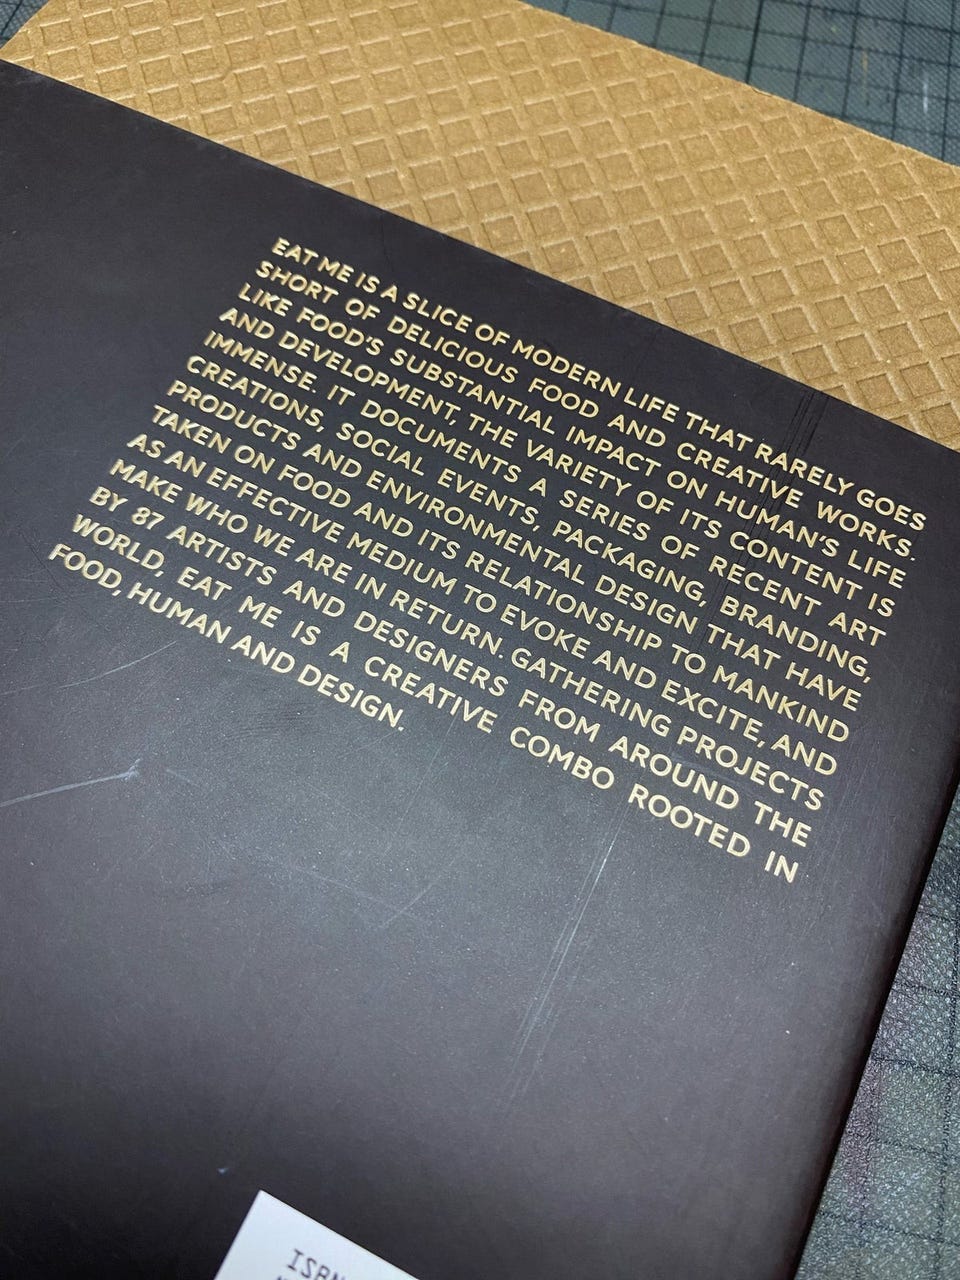 EAT ME IS A SLICE OF MODERN LIFE THAT RARELY GOES
SHORT OF DELICIOUS FOOD AND CREATIVE WORKS.
LIKE FOOD'S SUBSTANTIAL IMPACT ON HUMAN'S LIFE
AND DEVELOPMENT, THE VARIETY OF ITS CONTENT IS
IMMENSE. IT DOCUMENTS A SERIES OF RECENT ART
CREATIONS, SOCIAL EVENTS, PACKAGING, BRANDING,
PRODUCTS AND ENVIRONMENTAL DESIGN THAT HAVE
TAKEN ON FOOD AND ITS RELATIONSHIP TO MANKIND
AS AN EFFECTIVE MEDIUM TO EVOKE AND EXCITE, AND
MAKE WHO WE ARE IN RETURN. GATHERING PROJECTS
BY 87 ARTISTS AND DESIGNERS FROM AROUND THE
WORLD, EAT ME IS A CREATIVE COMBO ROOTED IN
FOOD, HUMAN AND DESIGN.
ISBN